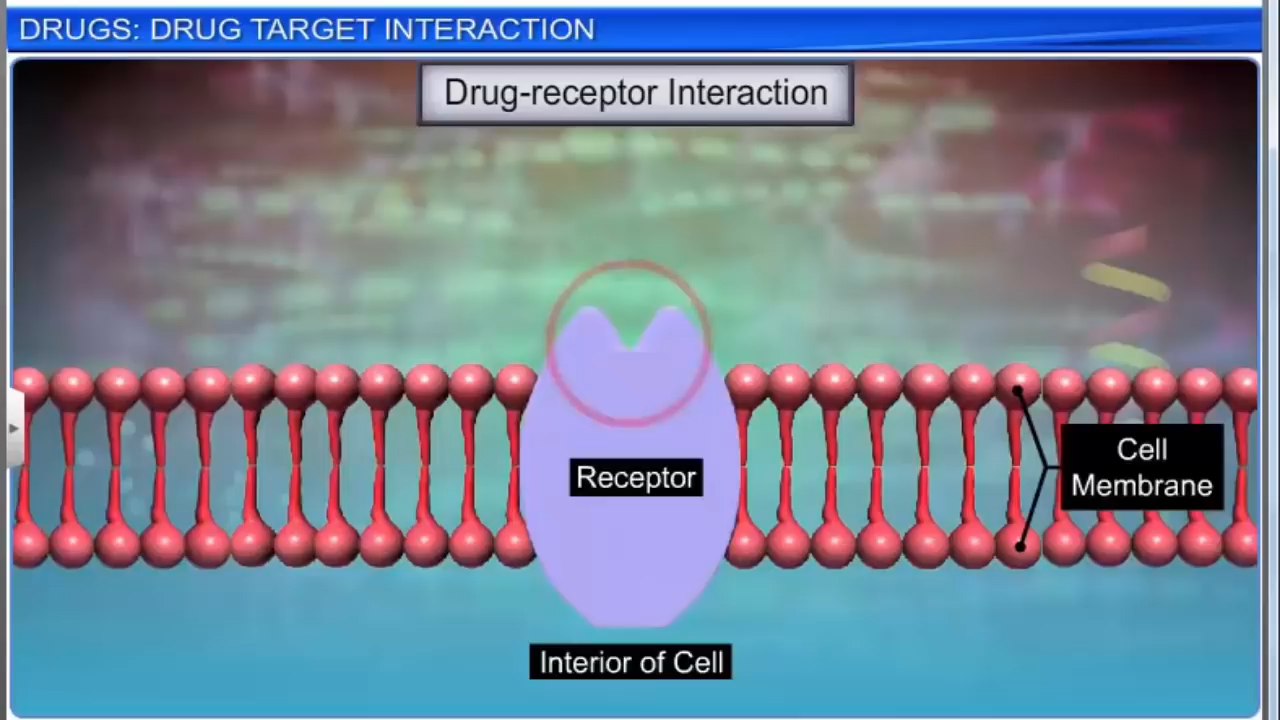 DRUGS: DRUG TARGET INTERACTION
Drug-receptor Interaction
Receptor
Cell
Membrane
Interior of Cell